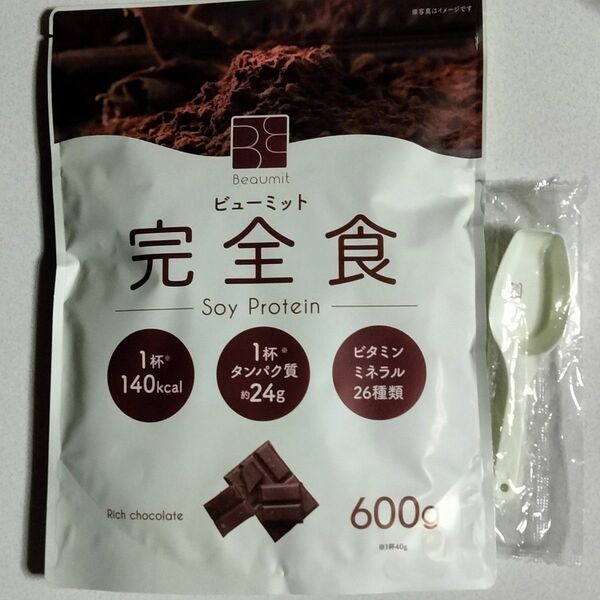 ※写真はイメージです
Beaumit
ビューミット
完全食
Soy Protein
1杯※
140kcal
1杯※
タンパク質
約24g
ビタミン
ミネラル
26種類
Rich chocolate
600g
※1杯40g